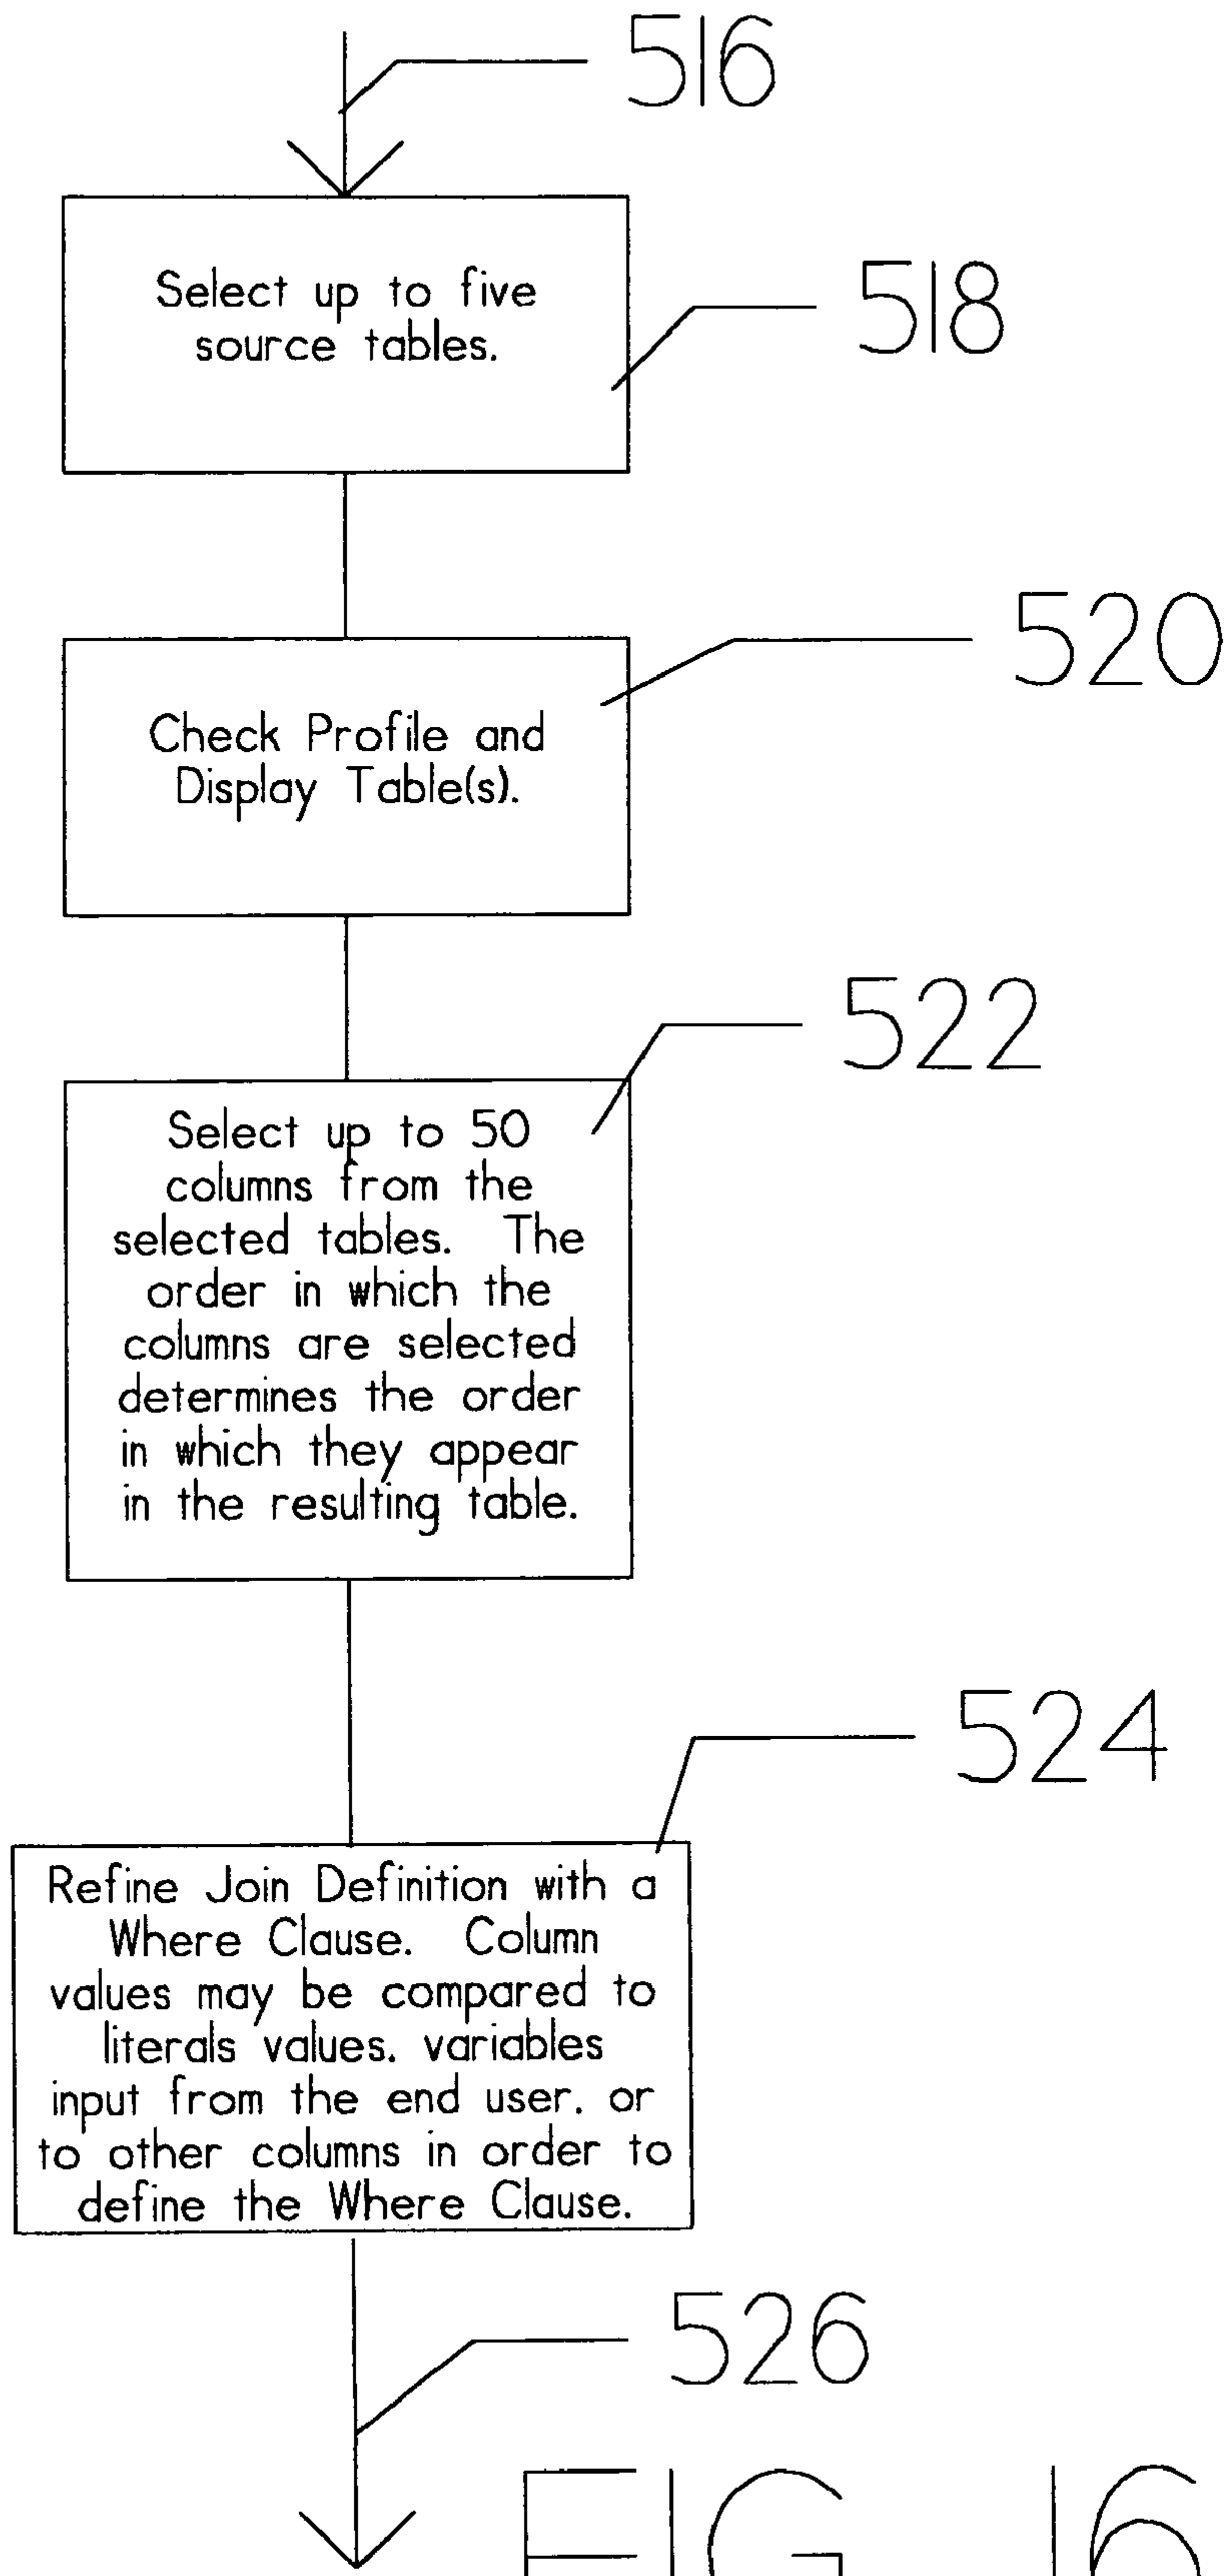 516
Select up to five
source tables.
518
Check Profile and
Display Table(s).
520
522
Select up to 50
columns from the
selected tables. The
order in which the
columns are selected
determines the order
in which they appear
in the resulting table.
524
Refine Join Definition with a
Where Clause. Column
values may be compared to
literals values. variables
input from the end user. or
to other columns in order to
define the Where Clause.
526
FIG. 16